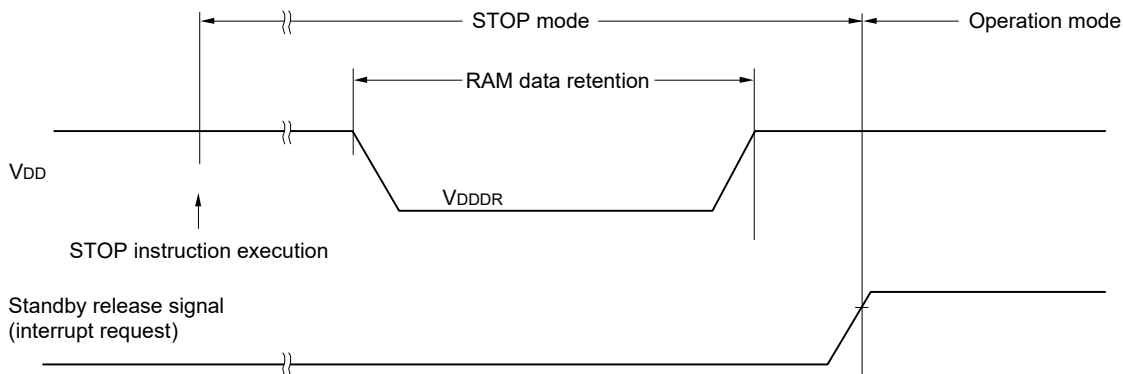 STOP mode
Operation mode
RAM data retention
VDD
VDDDR
STOP instruction execution
Standby release signal
(interrupt request)